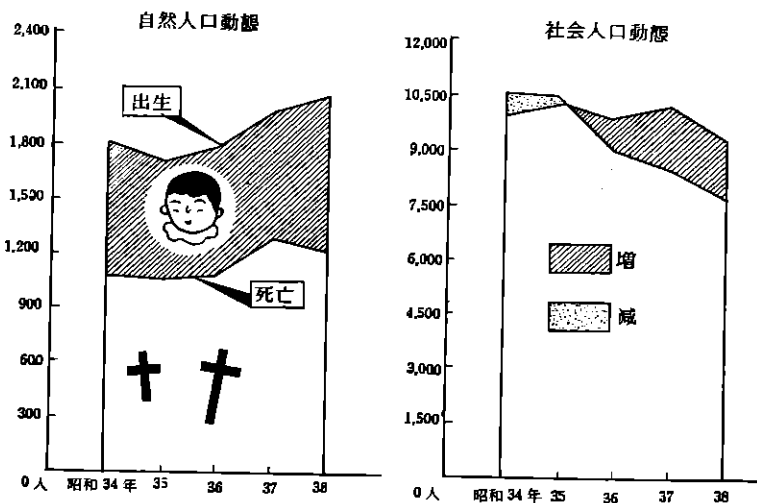 自然人口動態
2,400
2,100
1,800
1,500
1,200
900
600
300
0人
昭和34年 35 36 37 38
出生
死亡
社会人口動態
12,000
10,500
9,000
7,500
6,000
4,500
3,000
1,500
0人
昭和34年 35 36 37 38
増
減